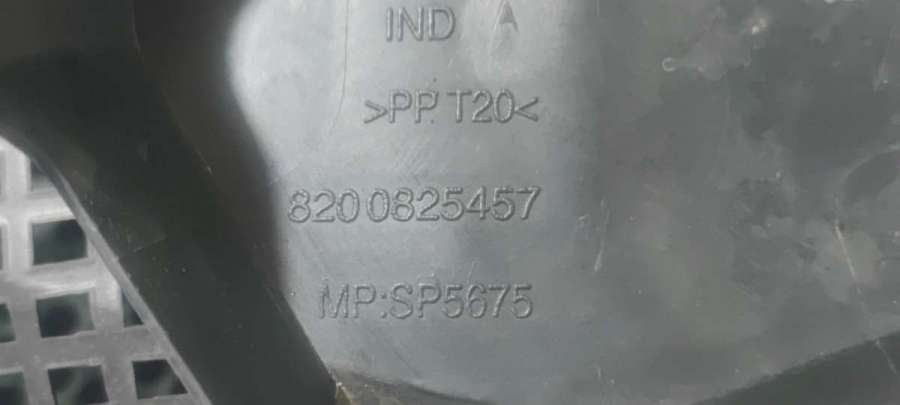 IND A
>PP. T20<
8200825457
MP:SP5675